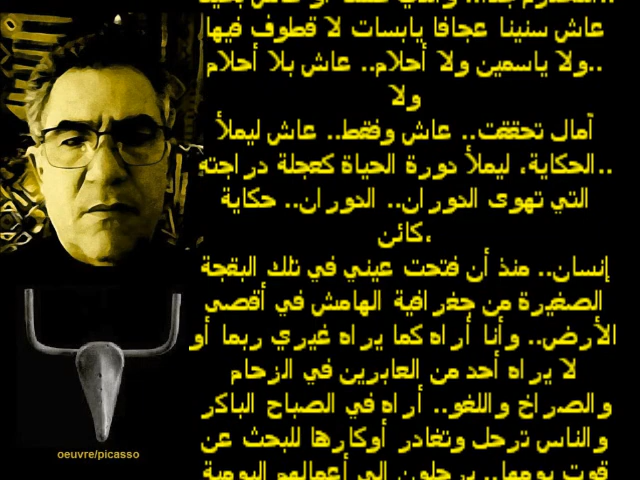 عاش سنينا عجافا يابسات لا قطوف فيها
..ولا ياسمين ولا أحلام.. عاش بلا أحلام
ولا
آمال تحققت.. عاش وفقط.. عاش ليملأ
..الحكاية، ليملأ دورة الحياة كعجلة دراجته
التي تهوى الدوران.. الدوران.. حكاية
،كائن
إنسان.. منذ أن فتحت عيني في تلك البقجة
الصغيرة من جغرافية الهامش في أقصى
الأرض.. وأنا أراه كما يراه غيري ربما أو
لا يراه أحد من العابرين في الزحام
والصراخ واللغو.. أراه في الصباح الباكر
والناس ترحل وتغادر أوكارها للبحث عن
قوت يومها.. يرحلون إلى أعمالهم اليومية
oeuvre/picasso